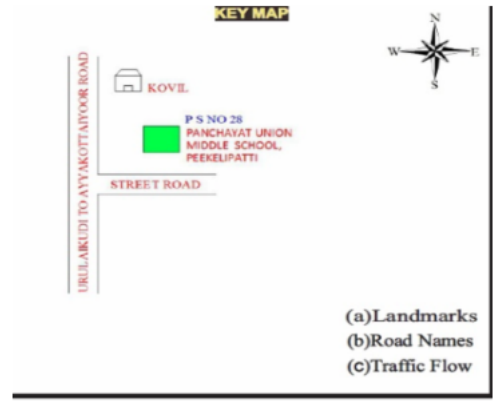 KEY MAP
N
W
E
S
KOVIL
P S NO 28
PANCHAYAT UNION
MIDDLE SCHOOL,
PEEKELIPATTI
STREET ROAD
URULAIKUDI TO AYYAKOTTAIYOOR ROAD
(a)Landmarks
(b)Road Names
(c)Traffic Flow